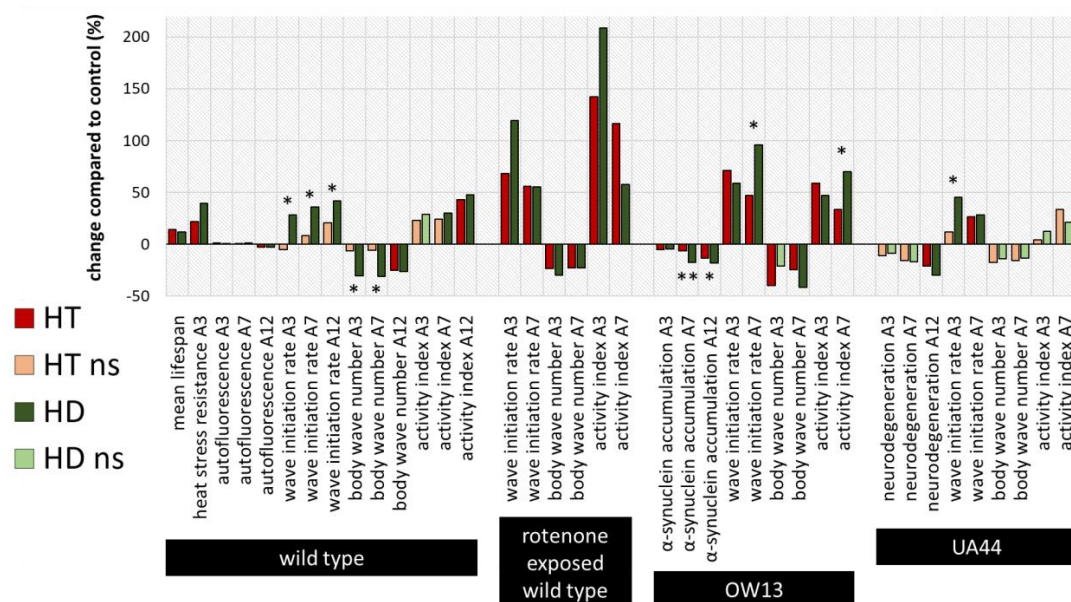 change compared to control (%)
200
150
100
50
0
-50
* * * * *
* * ** *
*
HT
HT ns
HD
HD ns
mean lifespan
heat stress resistance A3
autofluorescence A3
autofluorescence A7
autofluorescence A12
wave initiation rate A3
wave initiation rate A7
wave initiation rate A12
body wave number A3
body wave number A7
body wave number A12
activity index A3
activity index A7
activity index A12
wave initiation rate A3
wave initiation rate A7
body wave number A3
body wave number A7
activity index A3
activity index A7
α-synuclein accumulation A3
α-synuclein accumulation A7
α-synuclein accumulation A12
wave initiation rate A3
wave initiation rate A7
body wave number A3
body wave number A7
activity index A3
activity index A7
neurodegeneration A3
neurodegeneration A7
neurodegeneration A12
wave initiation rate A3
wave initiation rate A7
body wave number A3
body wave number A7
activity index A3
activity index A7
wild type
rotenone
exposed
wild type
OW13
UA44